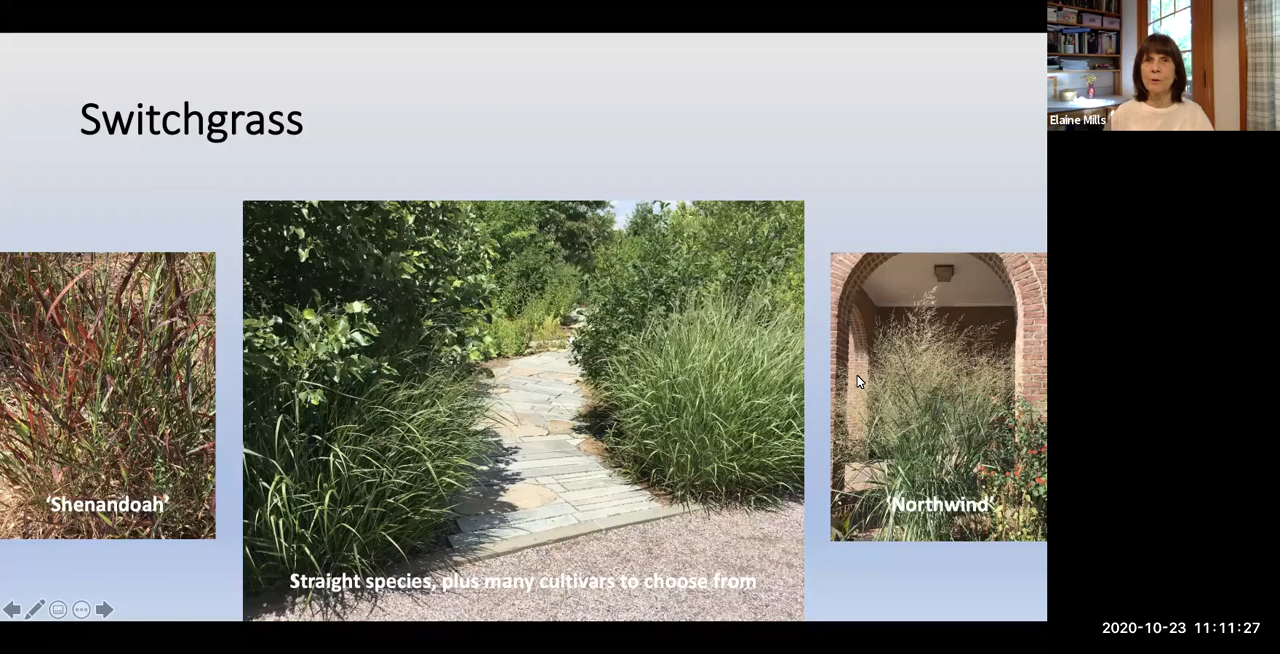 Switchgrass
Elaine Mills
‘Shenandoah’
‘Northwind’
Straight species, plus many cultivars to choose from
2020-10-23 11:11:27